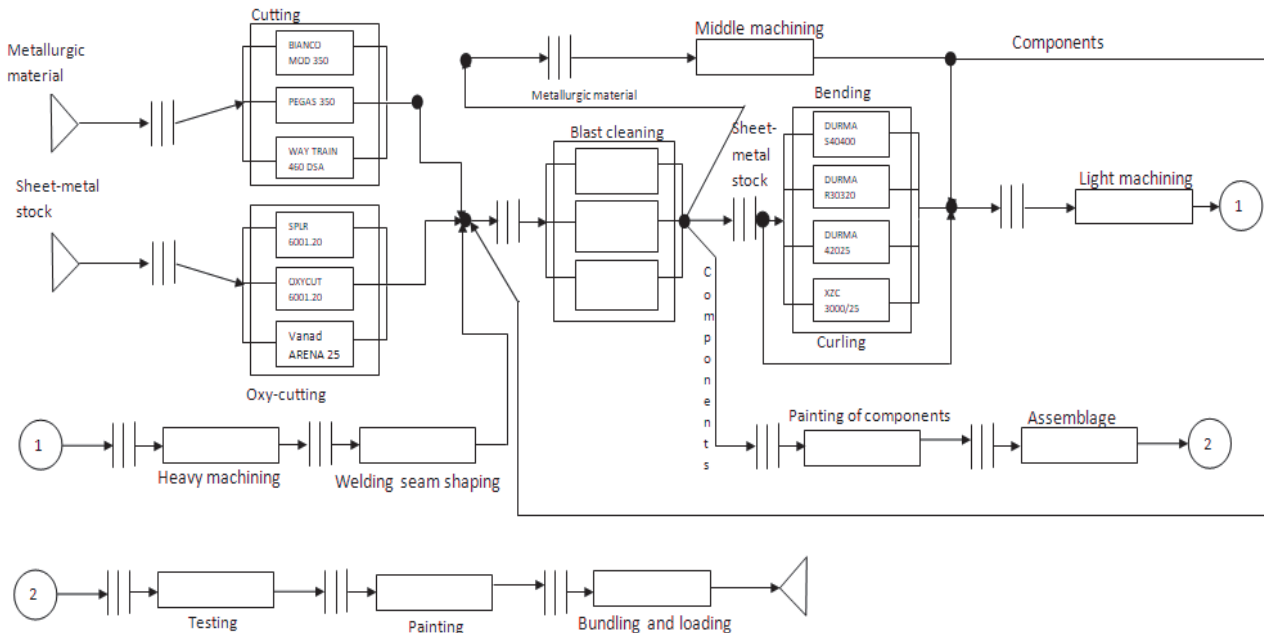 Cutting
Metallurgic
material
BIANCO
MOD 350
PEGAS 350
WAY TRAIN
460 DSA
Middle machining
Components
Metallurgic material
Blast cleaning
Sheet-
metal
stock
Bending
DURMA
S40400
DURMA
R30320
DURMA
42025
XZC
3000/25
Curling
Light machining
1
Sheet-metal
stock
SPLR
6001.20
OXYCUT
6001.20
Vanad
ARENA 25
Oxy-cutting
C
o
m
p
o
n
e
n
t
s
1
Heavy machining
Welding seam shaping
Painting of components
Assemblage
2
2
Testing
Painting
Bundling and loading